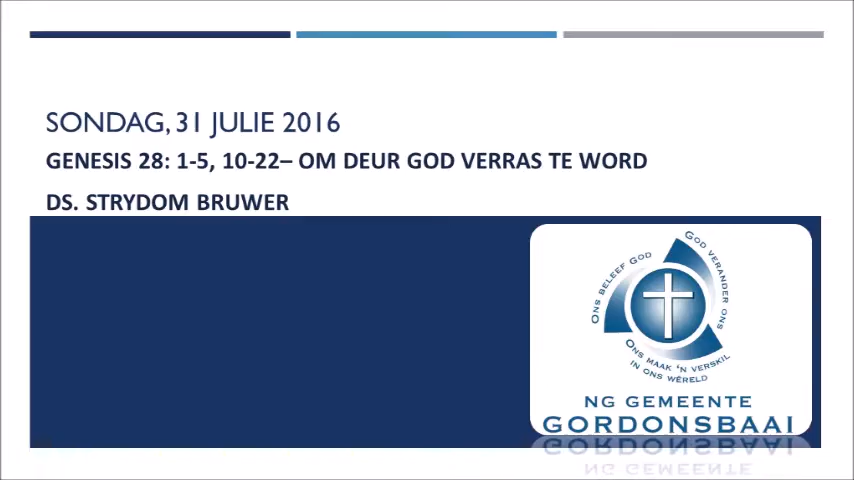 SONDAG, 31 JULIE 2016
GENESIS 28: 1-5, 10-22– OM DEUR GOD VERRAS TE WORD
DS. STRYDOM BRUWER
ONS BELEEF GOD
GOD VERANDER ONS
ONS MAAK 'N VERSKIL
IN ONS WÊRELD
NG GEMEENTE
GORDONSBAAI